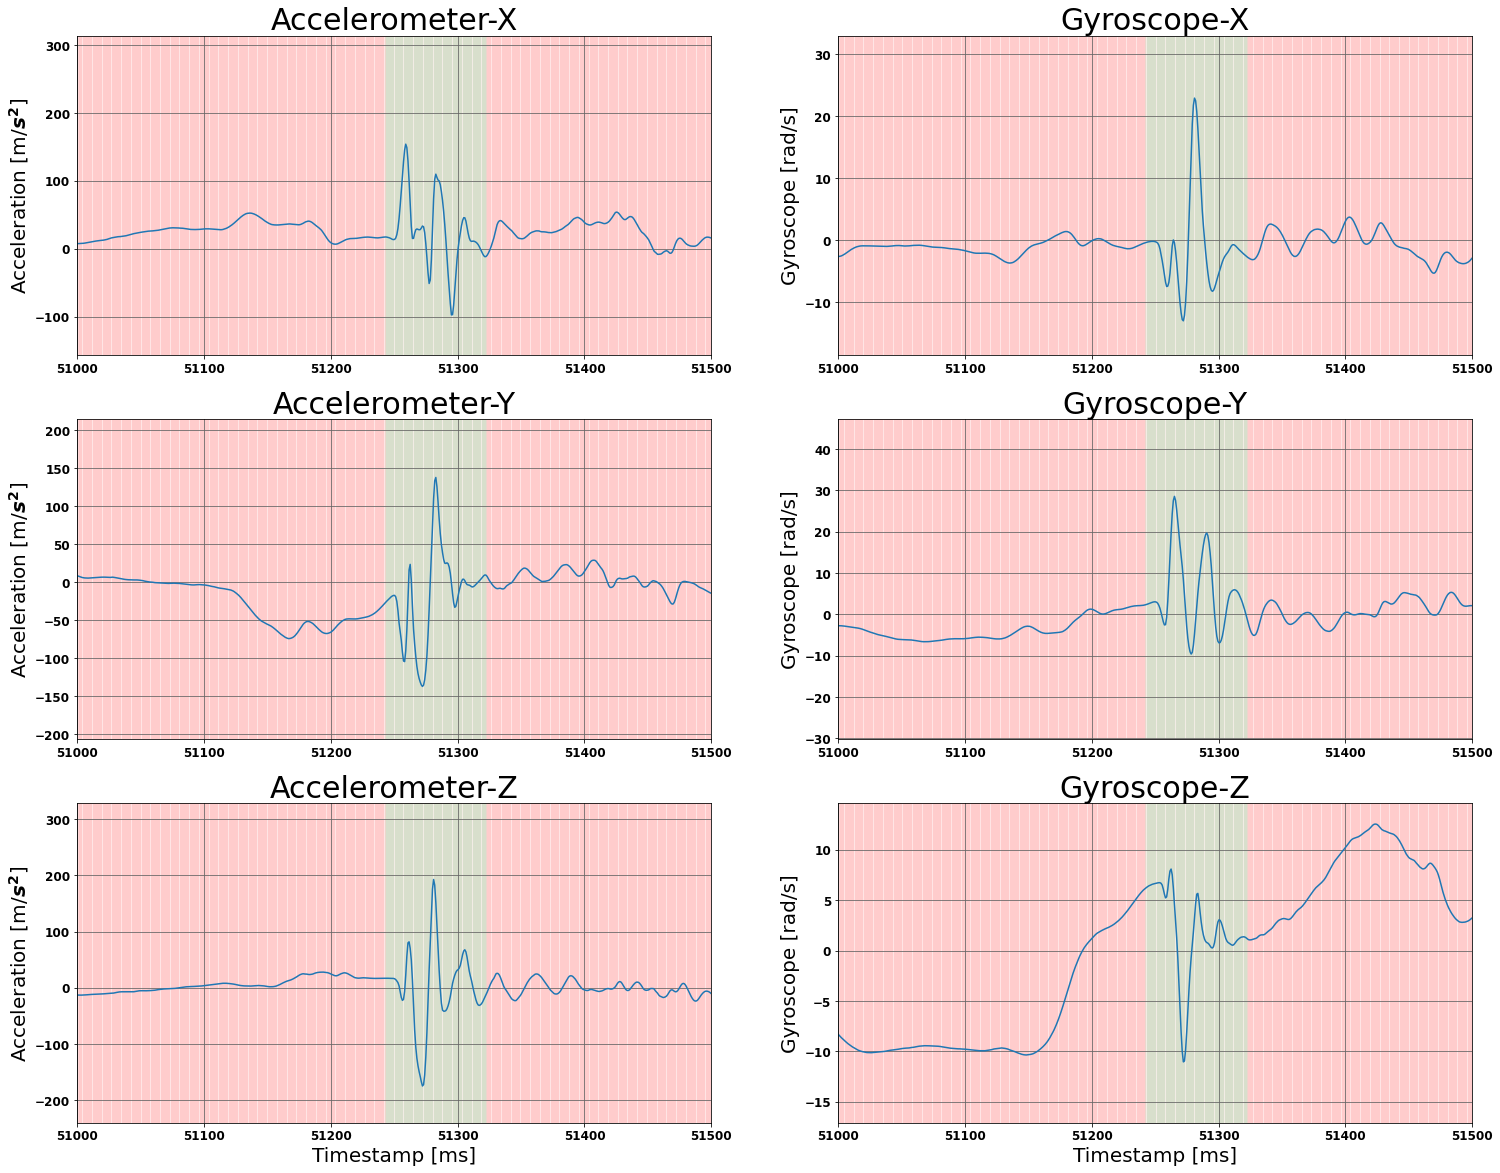 Accelerometer-X
Acceleration [m/s²]
300
200
100
0
−100
51000 51100 51200 51300 51400 51500
Gyroscope-X
Gyroscope [rad/s]
30
20
10
0
−10
51000 51100 51200 51300 51400 51500
Accelerometer-Y
Acceleration [m/s²]
200
150
100
50
0
−50
−100
−150
−200
51000 51100 51200 51300 51400 51500
Gyroscope-Y
Gyroscope [rad/s]
40
30
20
10
0
−10
−20
−30
51000 51100 51200 51300 51400 51500
Accelerometer-Z
Acceleration [m/s²]
300
200
100
0
−100
−200
51000 51100 51200 51300 51400 51500
Timestamp [ms]
Gyroscope-Z
Gyroscope [rad/s]
10
5
0
−5
−10
−15
51000 51100 51200 51300 51400 51500
Timestamp [ms]